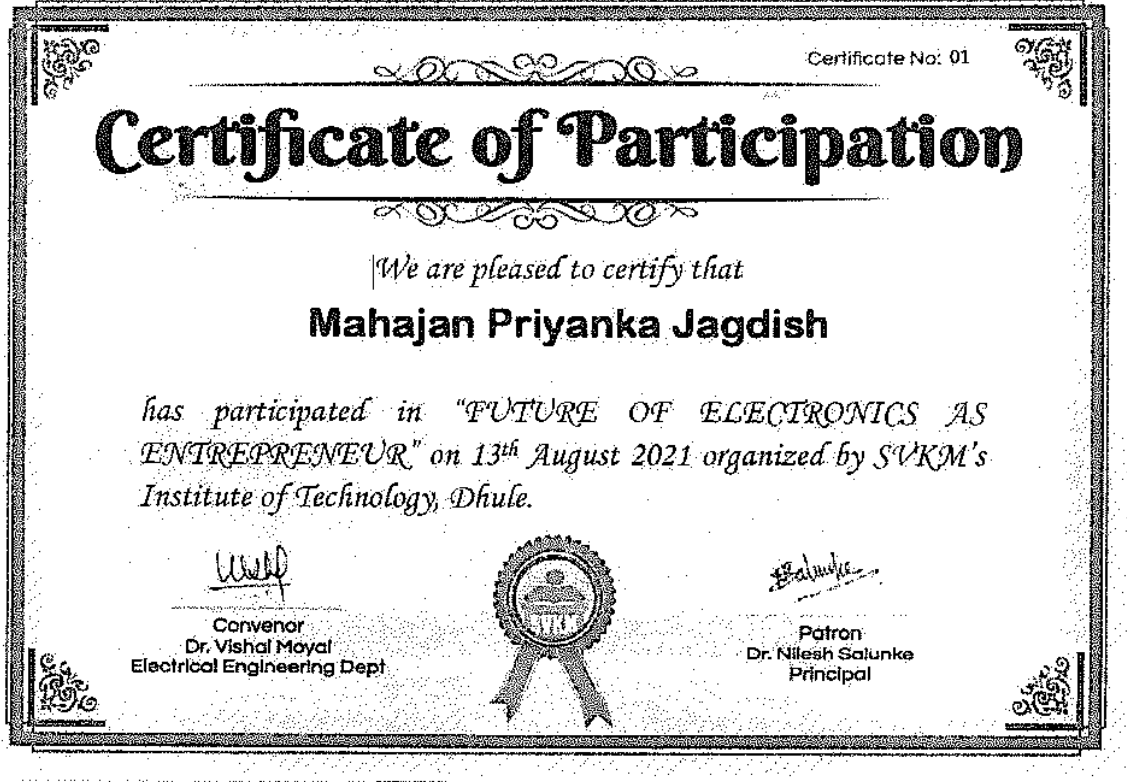 Certificate No: 01
Certificate of Participation
We are pleased to certify that
Mahajan Priyanka Jagdish
has participated in "FUTURE OF ELECTRONICS AS
ENTREPRENEUR" on 13th August 2021 organized by SVKM's
Institute of Technology, Dhule.
SVKM
Convenor
Dr. Vishal Moyal
Electrical Engineering Dept
Patron
Dr. Nilesh Salunke
Principal